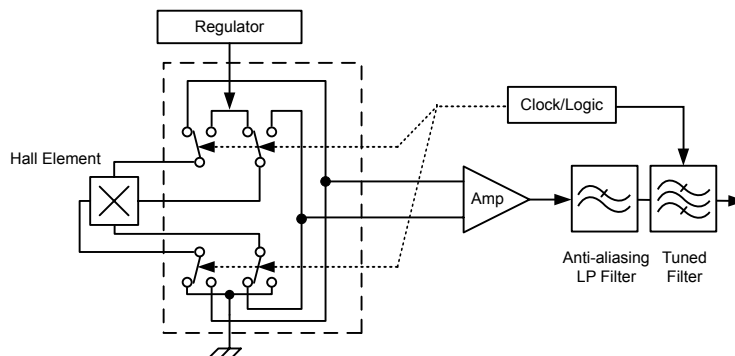 Regulator
Clock/Logic
Hall Element
Amp
Anti-aliasing
LP Filter
Tuned
Filter